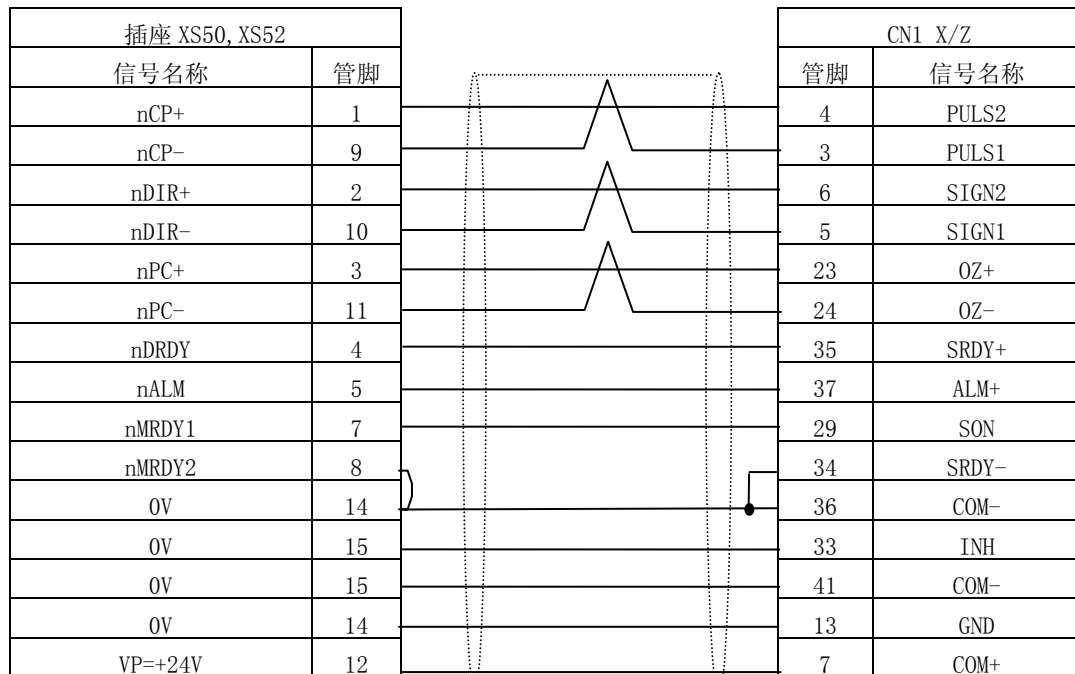 插座 XS50,XS52 CN1 X/Z
信号名称 管脚 管脚 信号名称
nCP+ 1 4 PULS2
nCP- 9 3 PULS1
nDIR+ 2 6 SIGN2
nDIR- 10 5 SIGN1
nPC+ 3 23 OZ+
nPC- 11 24 OZ-
nDRDY 4 35 SRDY+
nALM 5 37 ALM+
nMRDY1 7 29 SON
nMRDY2 8 34 SRDY-
0V 14 36 COM-
0V 15 33 INH
0V 15 41 COM-
0V 14 13 GND
VP=+24V 12 7 COM+